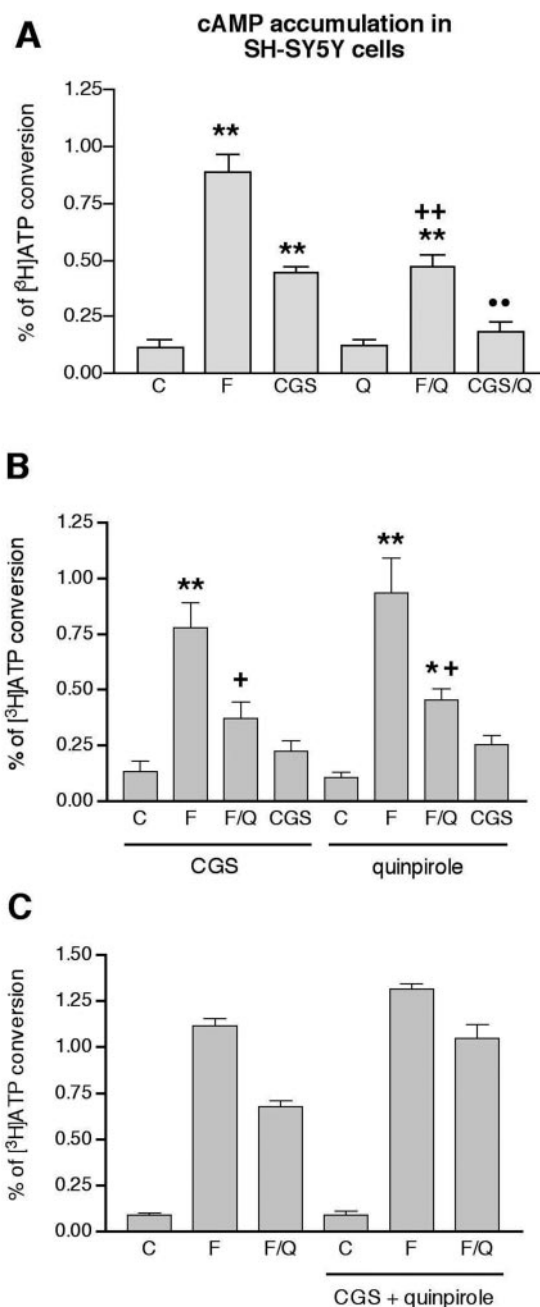 A
cAMP accumulation in
SH-SY5Y cells
% of [³H]ATP conversion
1.25
1.00
0.75
0.50
0.25
0.00
**
**
++
**
••
C F CGS Q F/Q CGS/Q
B
% of [³H]ATP conversion
1.25
1.00
0.75
0.50
0.25
0.00
**
+
**
* +
C F F/Q CGS C F F/Q CGS
CGS quinpirole
C
% of [³H]ATP conversion
1.50
1.25
1.00
0.75
0.50
0.25
0.00
C F F/Q C F F/Q
CGS + quinpirole